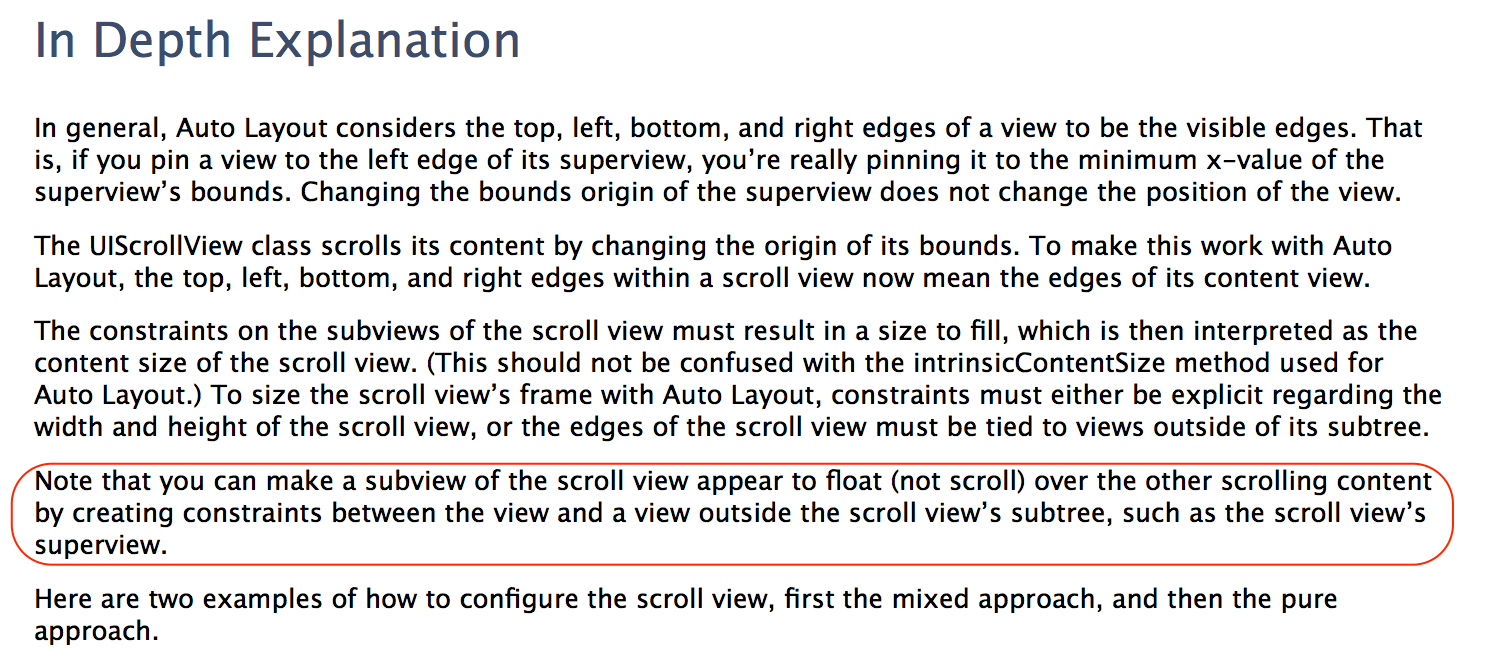 In Depth Explanation
In general, Auto Layout considers the top, left, bottom, and right edges of a view to be the visible edges. That
is, if you pin a view to the left edge of its superview, you’re really pinning it to the minimum x-value of the
superview’s bounds. Changing the bounds origin of the superview does not change the position of the view.
The UIScrollView class scrolls its content by changing the origin of its bounds. To make this work with Auto
Layout, the top, left, bottom, and right edges within a scroll view now mean the edges of its content view.
The constraints on the subviews of the scroll view must result in a size to fill, which is then interpreted as the
content size of the scroll view. (This should not be confused with the intrinsicContentSize method used for
Auto Layout.) To size the scroll view’s frame with Auto Layout, constraints must either be explicit regarding the
width and height of the scroll view, or the edges of the scroll view must be tied to views outside of its subtree.
Note that you can make a subview of the scroll view appear to float (not scroll) over the other scrolling content
by creating constraints between the view and a view outside the scroll view’s subtree, such as the scroll view’s
superview.
Here are two examples of how to configure the scroll view, first the mixed approach, and then the pure
approach.